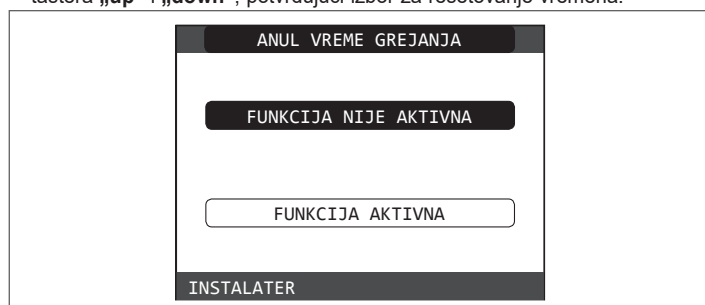 tastera „up“ i „down“, potvrđujući izbor za resetovanje vremena.
ANUL VREME GREJANJA
FUNKCIJA NIJE AKTIVNA
FUNKCIJA AKTIVNA
INSTALATER